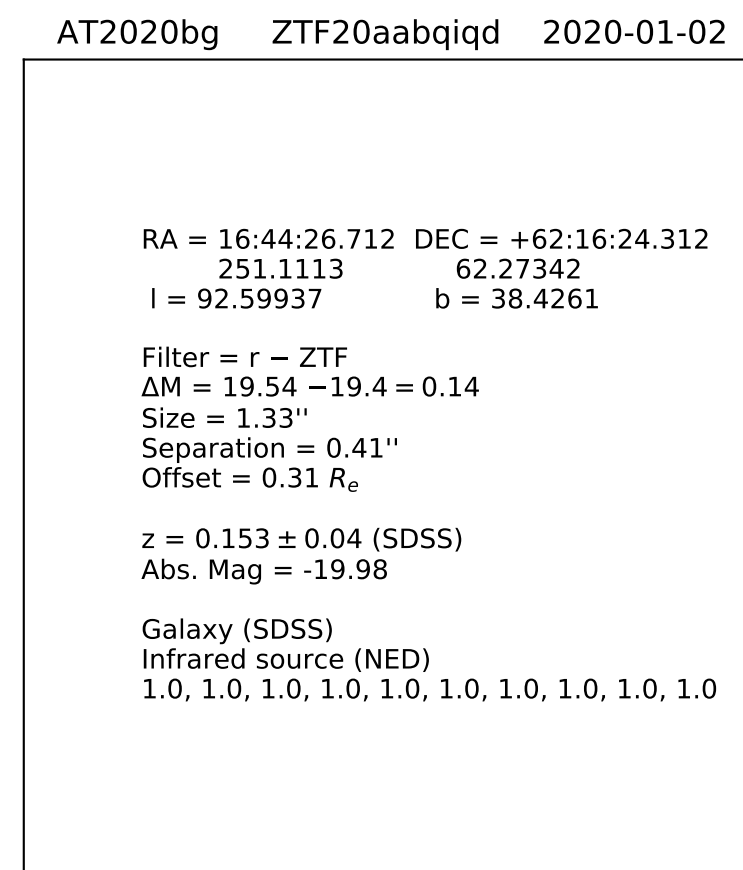 AT2020bg ZTF20aabqiqd 2020-01-02
RA = 16:44:26.712 DEC = +62:16:24.312
251.1113 62.27342
l = 92.59937 b = 38.4261
Filter = r − ZTF
ΔM = 19.54 −19.4 = 0.14
Size = 1.33''
Separation = 0.41''
Offset = 0.31 Re
z = 0.153 ± 0.04 (SDSS)
Abs. Mag = -19.98
Galaxy (SDSS)
Infrared source (NED)
1.0, 1.0, 1.0, 1.0, 1.0, 1.0, 1.0, 1.0, 1.0, 1.0